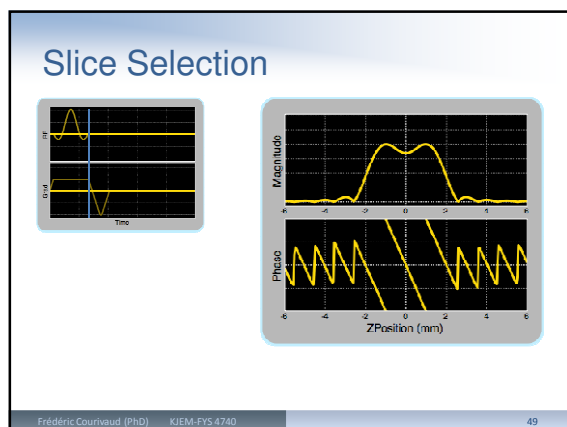 Slice Selection
RF
Grad
Time
Magnitude
-6 -4 -2 0 2 4 6
Phase
-6 -4 -2 0 2 4 6
ZPosition (mm)
Frédéric Courivaud (PhD) KJEM-FYS 4740 49